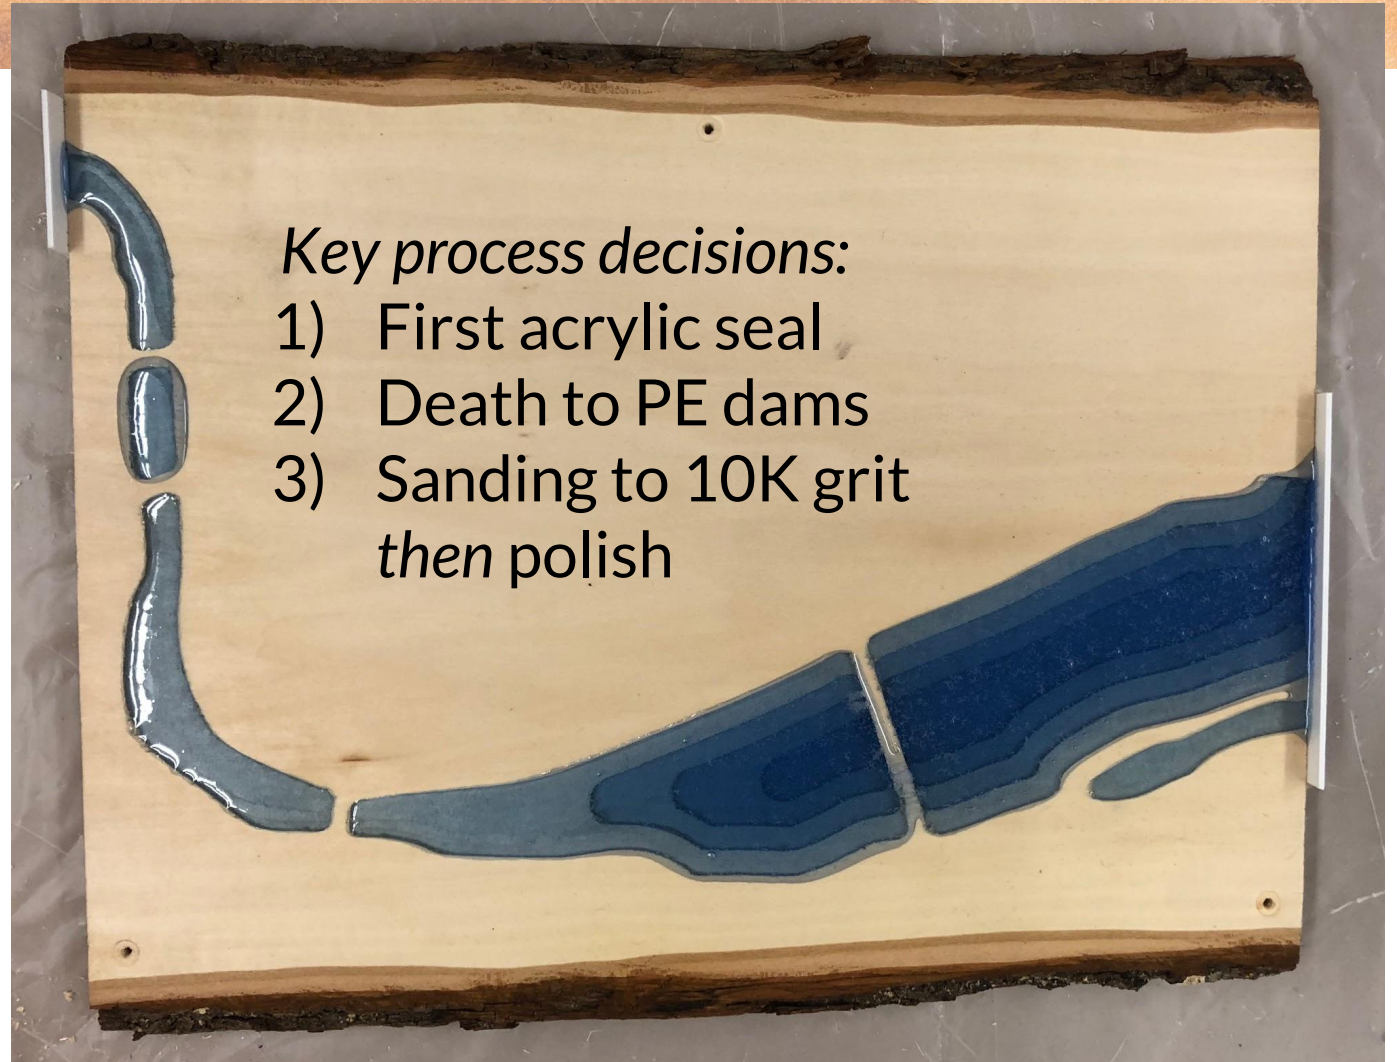 Key process decisions:
1) First acrylic seal
2) Death to PE dams
3) Sanding to 10K grit
then polish